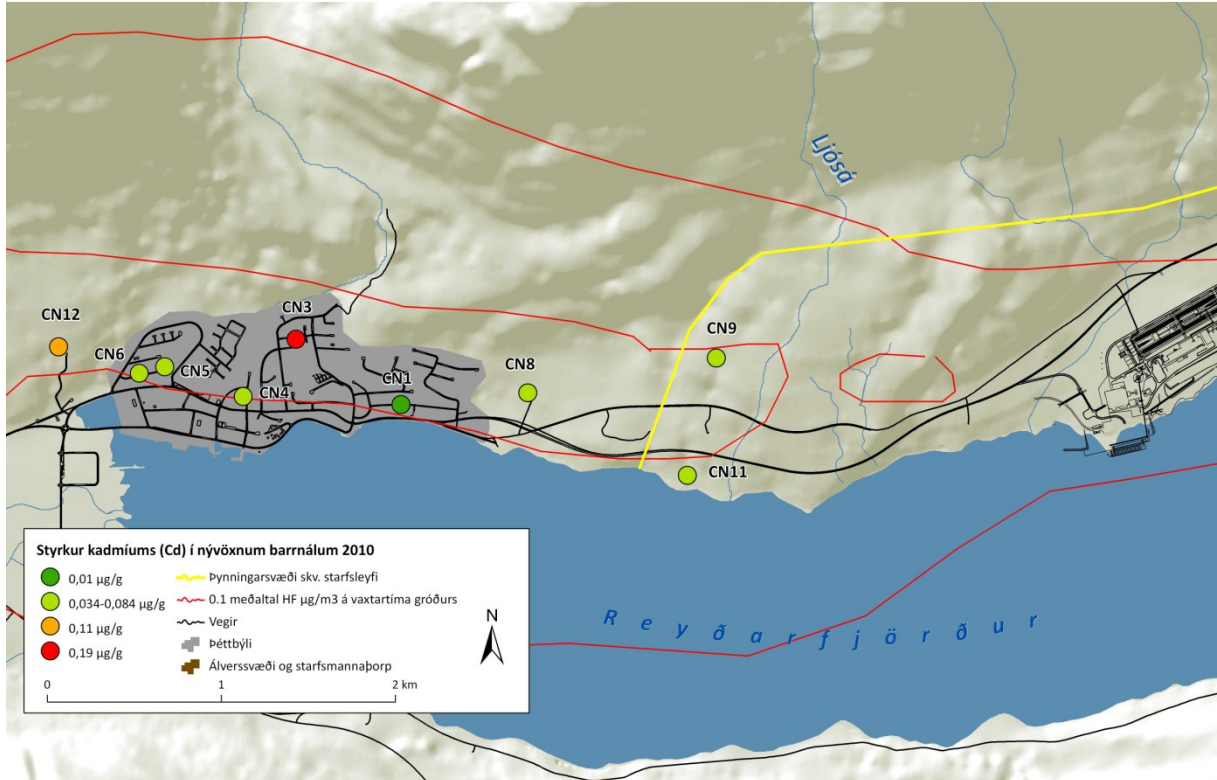 Ljósá
CN12
CN3
CN6
CN5
CN4
CN1
CN8
CN9
CN11
Styrkur kadmíums (Cd) í nývöxnum barrnálum 2010
0,01 µg/g
0,034-0,084 µg/g
0,11 µg/g
0,19 µg/g
Þynningarsvæði skv. starfsleyfi
0.1 meðaltal HF µg/m3 á vaxtartíma gróðurs
Vegir
Þéttbýli
Álverssvæði og starfsmannaþorp
N
0 1 2 km
Reyðarfjörður